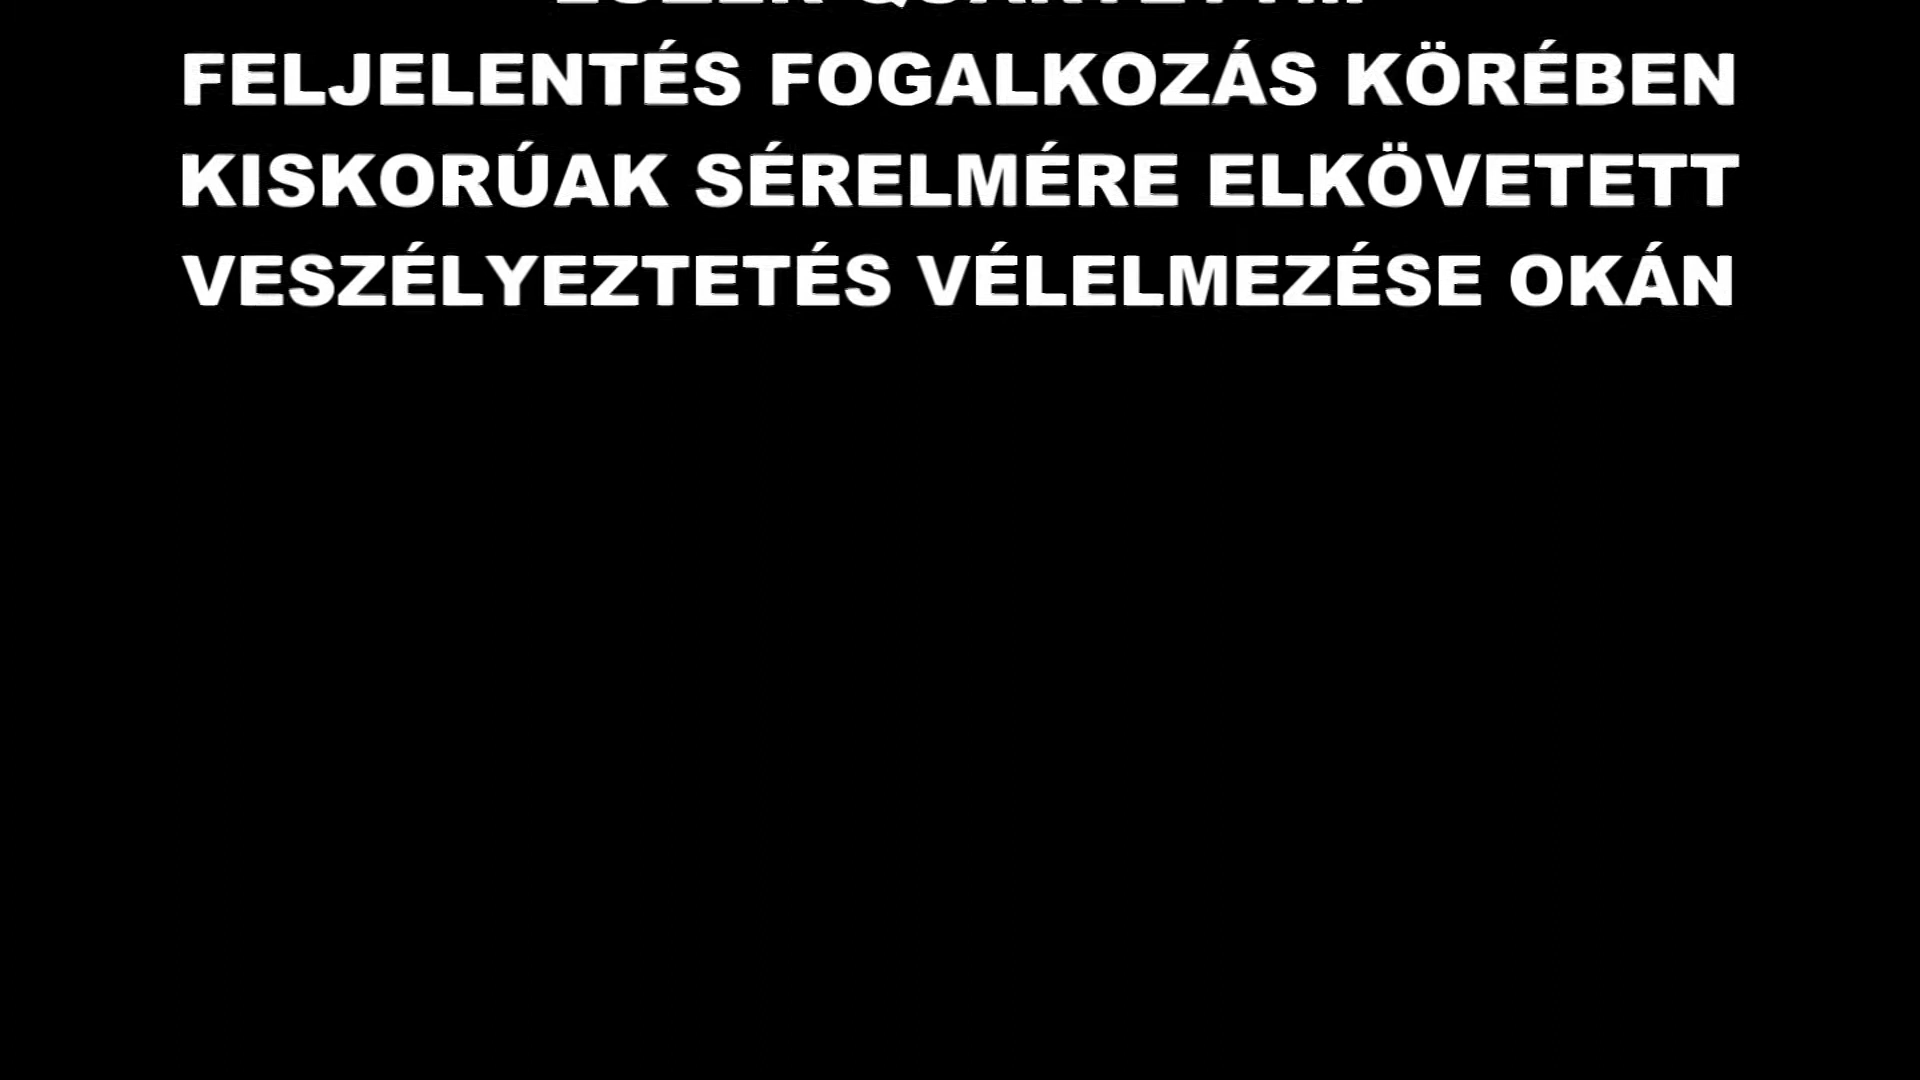 FELJELENTÉS FOGALKOZÁS KÖRÉBEN
KISKORÚAK SÉRELMÉRE ELKÖVETETT
VESZÉLYEZTETÉS VÉLELMEZÉSE OKÁN